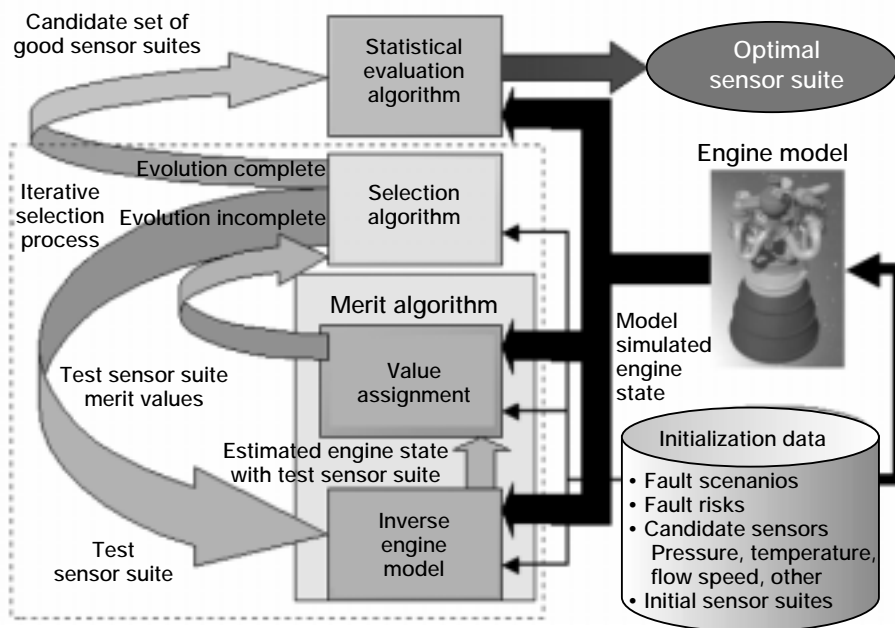 Candidate set of
good sensor suites
Statistical
evaluation
algorithm
Optimal
sensor suite
Evolution complete
Iterative
selection
process
Evolution incomplete
Selection
algorithm
Engine model
Merit algorithm
Value
assignment
Model
simulated
engine
state
Test sensor suite
merit values
Estimated engine state
with test sensor suite
Inverse
engine
model
Test
sensor suite
Initialization data
• Fault scenanios
• Fault risks
• Candidate sensors
Pressure, temperature,
flow speed, other
• Initial sensor suites